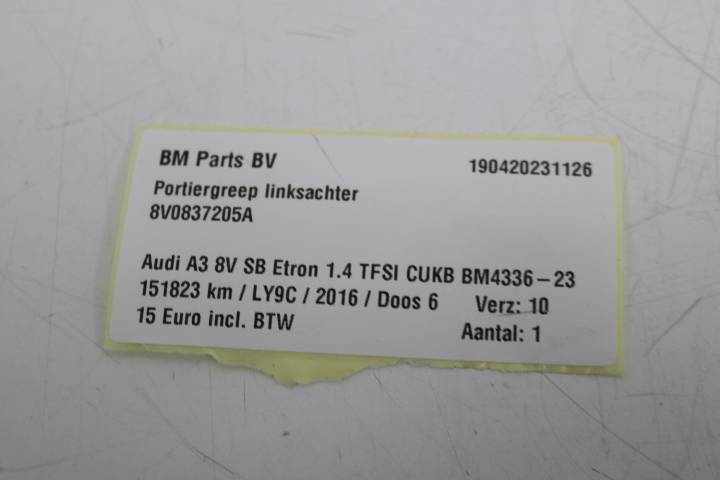 BM Parts BV 190420231126
Portiergreep linksachter
8V0837205A
Audi A3 8V SB Etron 1.4 TFSI CUKB BM4336-23
151823 km / LY9C / 2016 / Doos 6 Verz: 10
15 Euro incl. BTW Aantal: 1